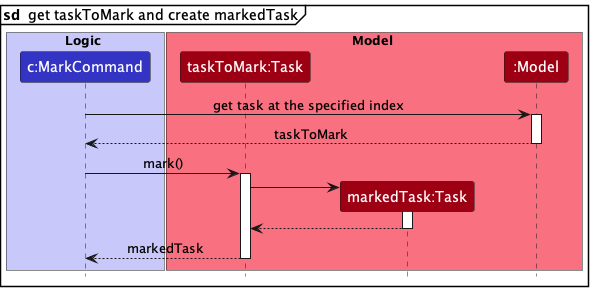 sd get taskToMark and create markedTask
Logic
Model
c:MarkCommand
taskToMark:Task
:Model
get task at the specified index
taskToMark
mark()
markedTask:Task
markedTask